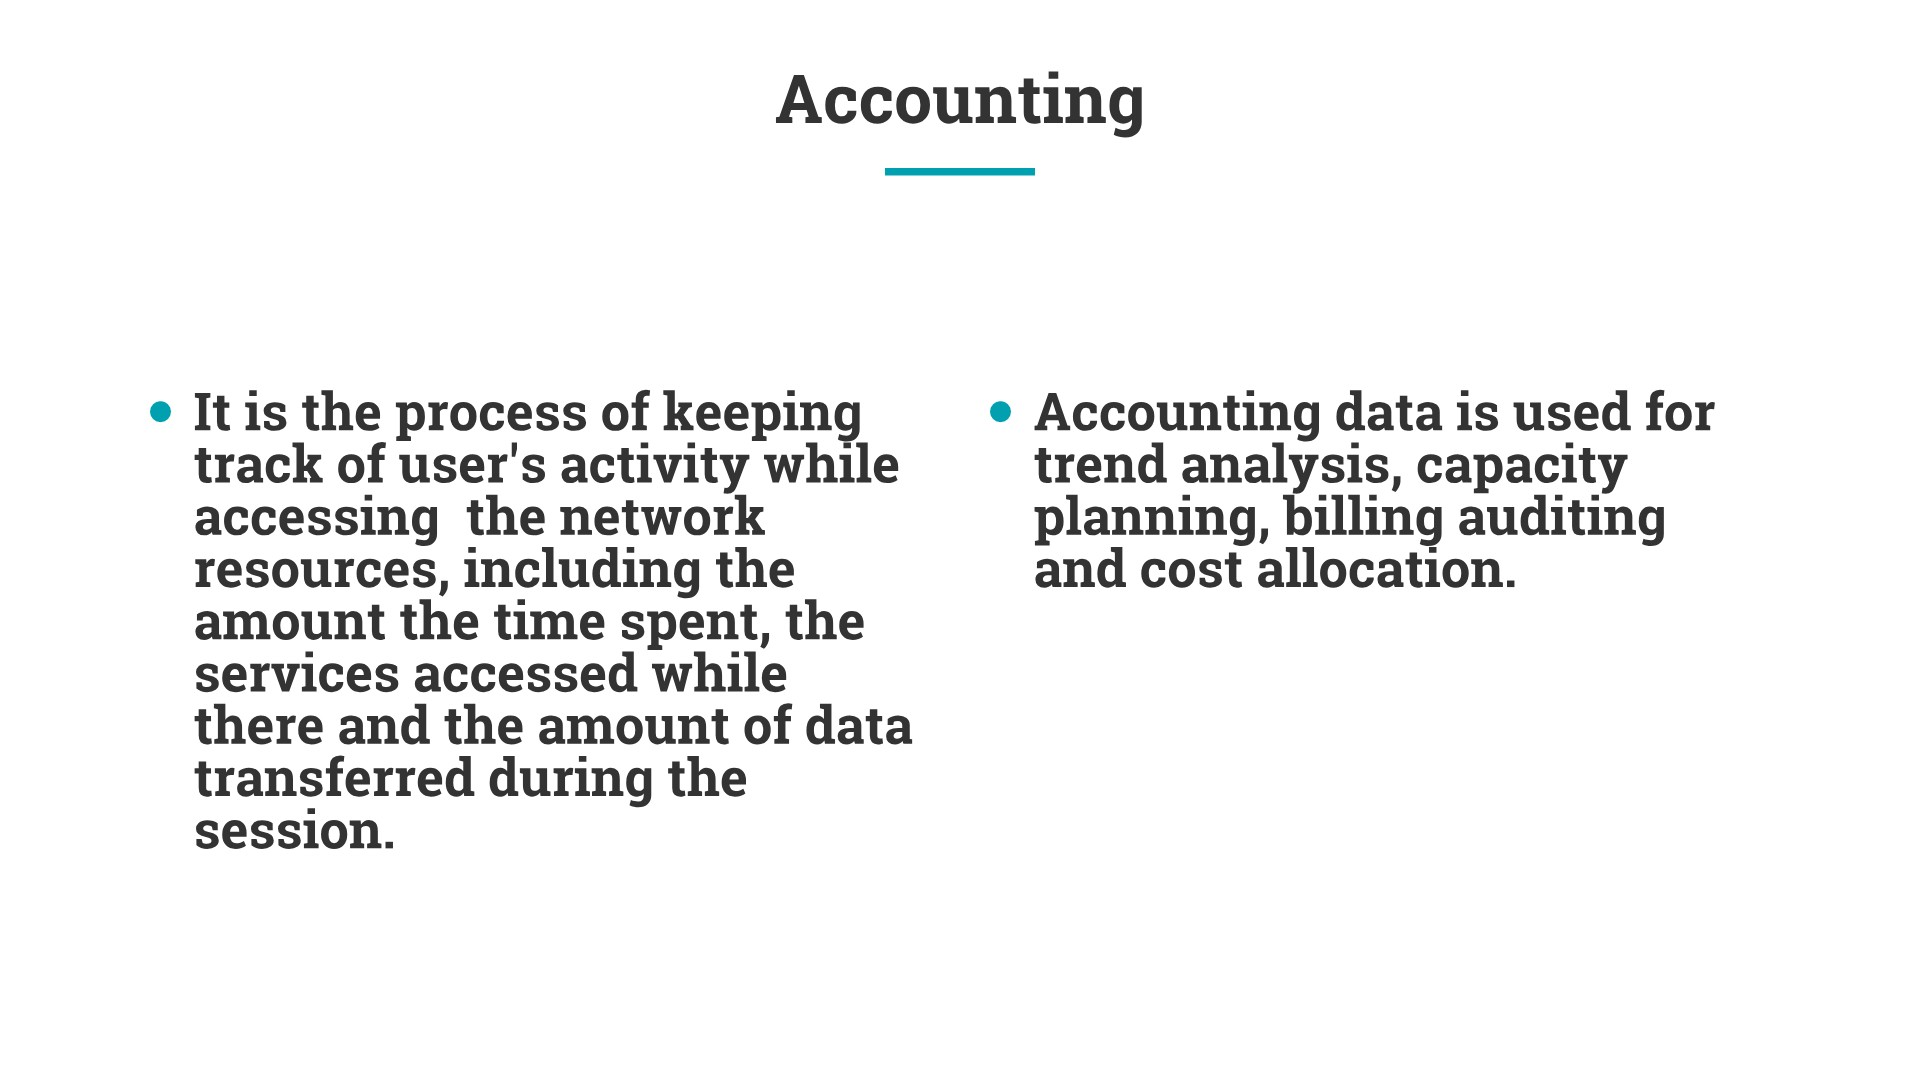 Accounting
• It is the process of keeping
track of user's activity while
accessing  the network
resources, including the
amount the time spent, the
services accessed while
there and the amount of data
transferred during the
session.
• Accounting data is used for
trend analysis, capacity
planning, billing auditing
and cost allocation.